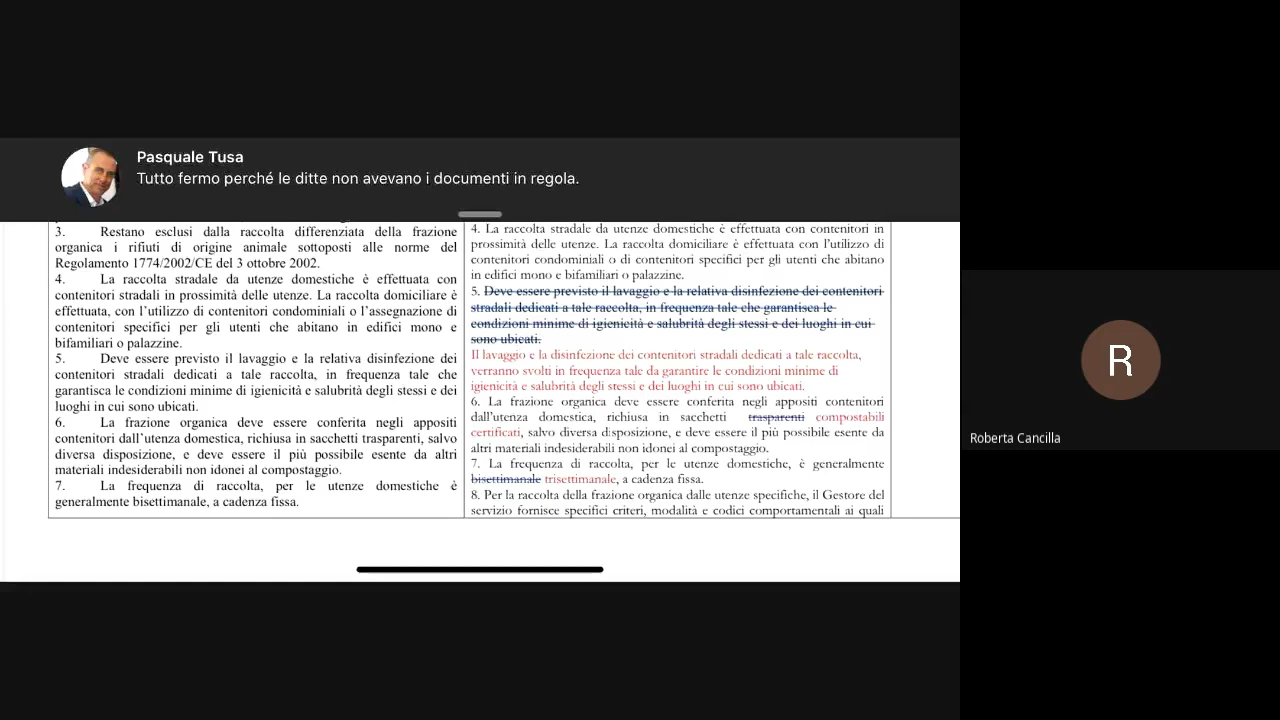 Pasquale Tusa
Tutto fermo perché le ditte non avevano i documenti in regola.
3. Restano esclusi dalla raccolta differenziata della frazione
organica i rifiuti di origine animale sottoposti alle norme del
Regolamento 1774/2002/CE del 3 ottobre 2002.
4. La raccolta stradale da utenze domestiche è effettuata con
contenitori stradali in prossimità delle utenze. La raccolta domiciliare è
effettuata, con l’utilizzo di contenitori condominiali o l’assegnazione di
contenitori specifici per gli utenti che abitano in edifici mono e
bifamiliari o palazzine.
5. Deve essere previsto il lavaggio e la relativa disinfezione dei
contenitori stradali dedicati a tale raccolta, in frequenza tale che
garantisca le condizioni minime di igienicità e salubrità degli stessi e dei
luoghi in cui sono ubicati.
6. La frazione organica deve essere conferita negli appositi
contenitori dall’utenza domestica, richiusa in sacchetti trasparenti, salvo
diversa disposizione, e deve essere il più possibile esente da altri
materiali indesiderabili non idonei al compostaggio.
7. La frequenza di raccolta, per le utenze domestiche è
generalmente bisettimanale, a cadenza fissa.
4. La raccolta stradale da utenze domestiche è effettuata con contenitori in
prossimità delle utenze. La raccolta domiciliare è effettuata con l’utilizzo di
contenitori condominiali o di contenitori specifici per gli utenti che abitano
in edifici mono e bifamiliari o palazzine.
5. Deve essere previsto il lavaggio e la relativa disinfezione dei contenitori
stradali dedicati a tale raccolta, in frequenza tale che garantisca le
condizioni minime di igienicità e salubrità degli stessi e dei luoghi in cui
sono ubicati.
Il lavaggio e la disinfezione dei contenitori stradali dedicati a tale raccolta,
verranno svolti in frequenza tale da garantire le condizioni minime di
igienicità e salubrità degli stessi e dei luoghi in cui sono ubicati.
6. La frazione organica deve essere conferita negli appositi contenitori
dall’utenza domestica, richiusa in sacchetti trasparenti compostabili
certificati, salvo diversa disposizione, e deve essere il più possibile esente da
altri materiali indesiderabili non idonei al compostaggio.
7. La frequenza di raccolta, per le utenze domestiche, è generalmente
bisettimanale trisettimanale, a cadenza fissa.
8. Per la raccolta della frazione organica dalle utenze specifiche, il Gestore del
servizio fornisce specifici criteri, modalità e codici comportamentali ai quali
R
Roberta Cancilla